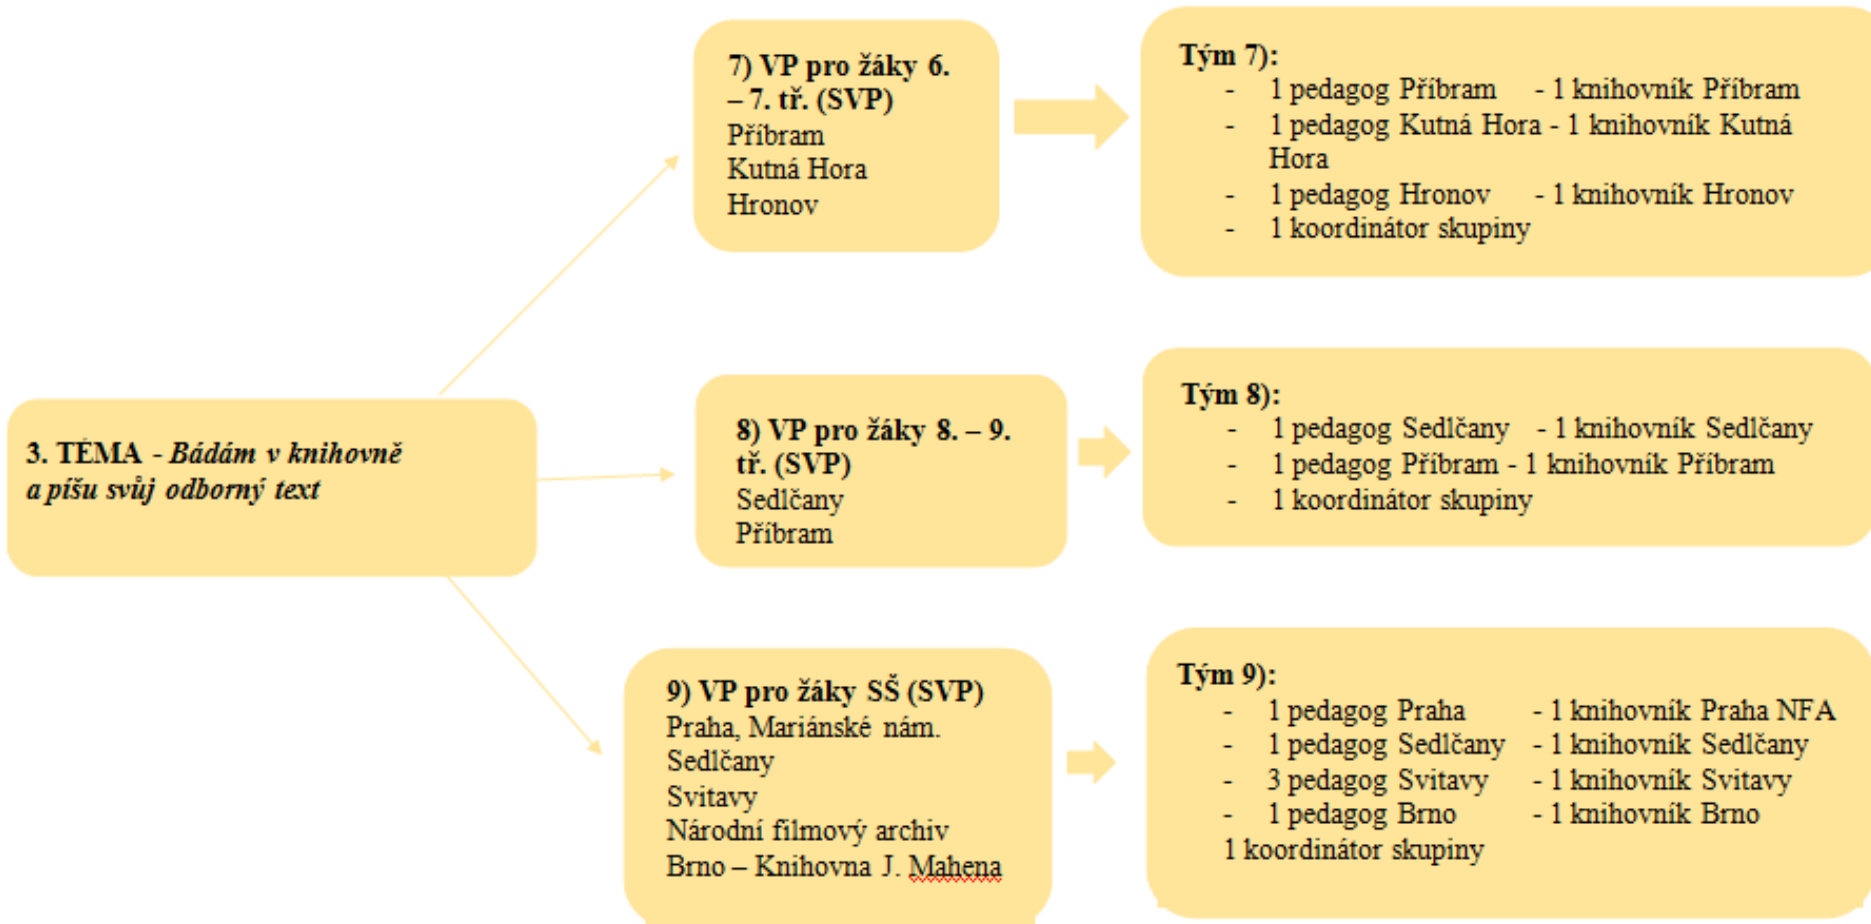 7) VP pro žáky 6.
– 7. tř. (SVP)
Příbram
Kutná Hora
Hronov
Tým 7):
- 1 pedagog Příbram - 1 knihovník Příbram
- 1 pedagog Kutná Hora - 1 knihovník Kutná
Hora
- 1 pedagog Hronov - 1 knihovník Hronov
- 1 koordinátor skupiny
3. TÉMA - Bádám v knihovně
a píšu svůj odborný text
8) VP pro žáky 8. – 9.
tř. (SVP)
Sedlčany
Příbram
Tým 8):
- 1 pedagog Sedlčany - 1 knihovník Sedlčany
- 1 pedagog Příbram - 1 knihovník Příbram
- 1 koordinátor skupiny
9) VP pro žáky SŠ (SVP)
Praha, Mariánské nám.
Sedlčany
Svitavy
Národní filmový archiv
Brno – Knihovna J. Mahena
Tým 9):
- 1 pedagog Praha - 1 knihovník Praha NFA
- 1 pedagog Sedlčany - 1 knihovník Sedlčany
- 3 pedagog Svitavy - 1 knihovník Svitavy
- 1 pedagog Brno - 1 knihovník Brno
1 koordinátor skupiny